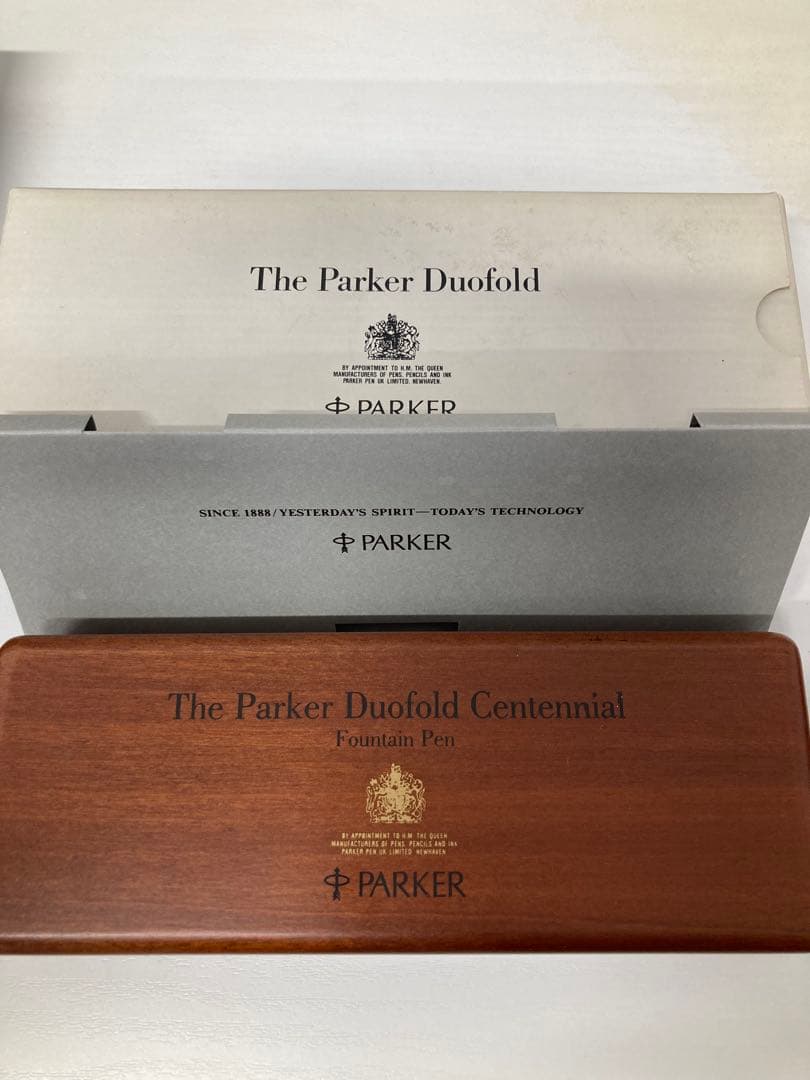 The Parker Duofold
BY APPOINTMENT TO H.M. THE QUEEN
MANUFACTURERS OF PENS, PENCILS AND INK
PARKER PEN UK LIMITED, NEWHAVEN.
PARKER
SINCE 1888/YESTERDAY'S SPIRIT—TODAY'S TECHNOLOGY
PARKER
The Parker Duofold Centennial
Fountain Pen
BY APPOINTMENT TO H.M. THE QUEEN
MANUFACTURERS OF PENS, PENCILS AND INK
PARKER PEN UK LIMITED NEWHAVEN
PARKER